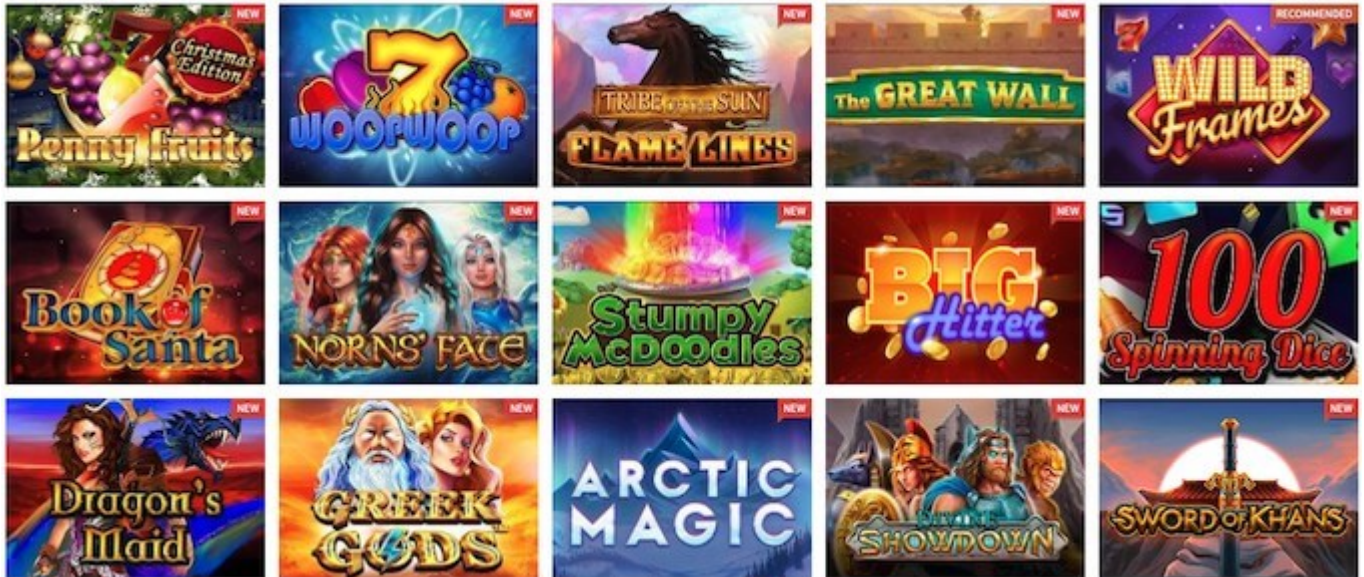 NEW
Christmas
Edition
Penny Fruits
NEW
7
WOOPWOOP
NEW
TRIBE OF THE SUN
FLAME LINES
NEW
The GREAT WALL
RECOMMENDED
7
WILD
Frames
NEW
Book of
Santa
NEW
NORNS' FATE
NEW
Stumpy
McDoodles
NEW
BIG
Hitter
NEW
100
Spinning Dice
NEW
Dragon's
Maid
NEW
GREEK
GODS
NEW
ARCTIC
MAGIC
NEW
DIVINE
SHOWDOWN
NEW
SWORD OF KHANS